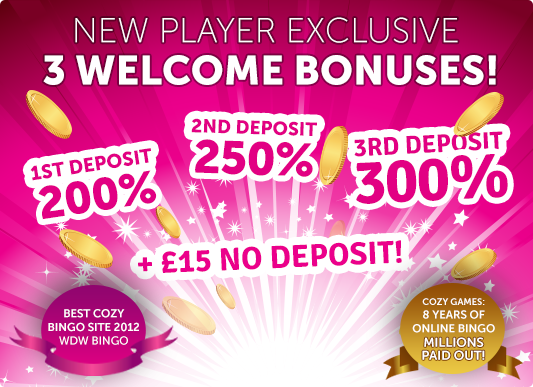 NEW PLAYER EXCLUSIVE
3 WELCOME BONUSES!
1ST DEPOSIT
200%
2ND DEPOSIT
250%
3RD DEPOSIT
300%
+ £15 NO DEPOSIT!
BEST COZY
BINGO SITE 2012
WDW BINGO
COZY GAMES:
8 YEARS OF
ONLINE BINGO
MILLIONS
PAID OUT!